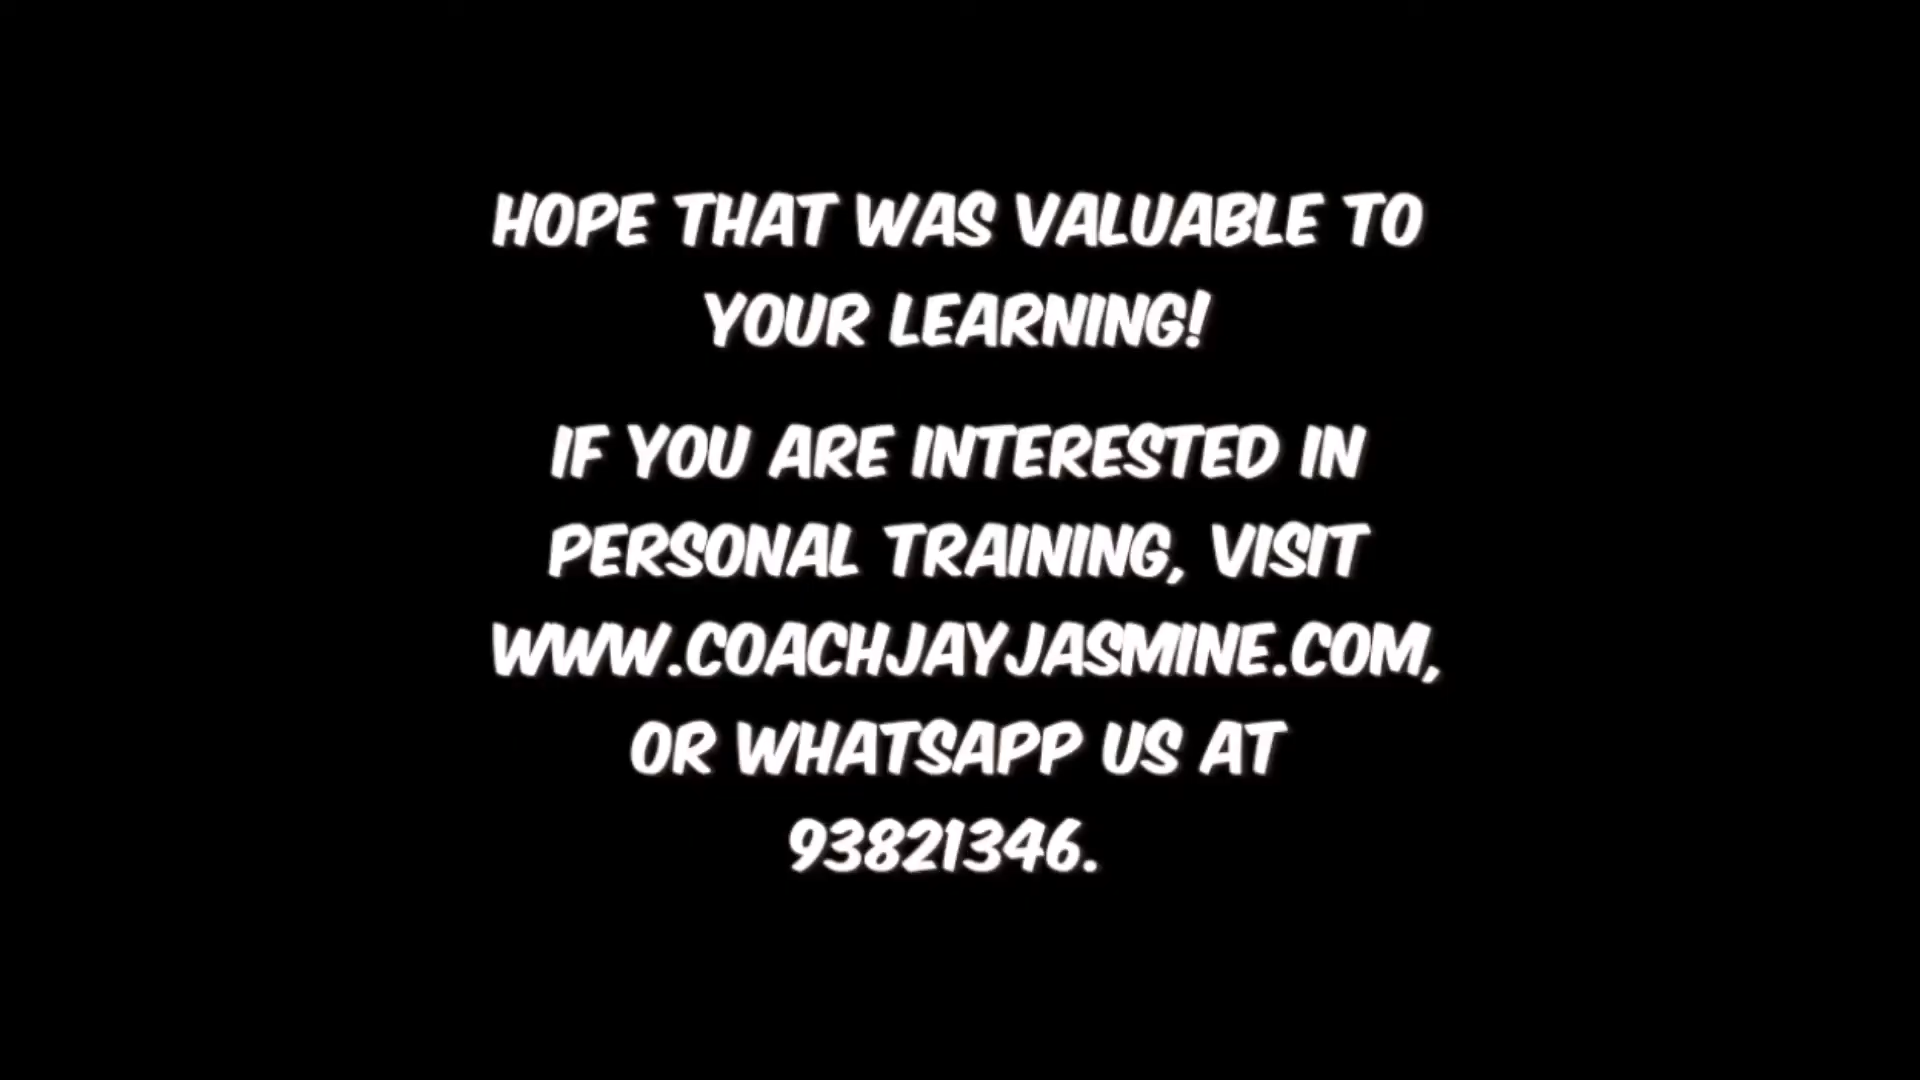 HOPE THAT WAS VALUABLE TO
YOUR LEARNING!
IF YOU ARE INTERESTED IN
PERSONAL TRAINING, VISIT
WWW.COACHJAYJASMINE.COM,
OR WHATSAPP US AT
93821346.